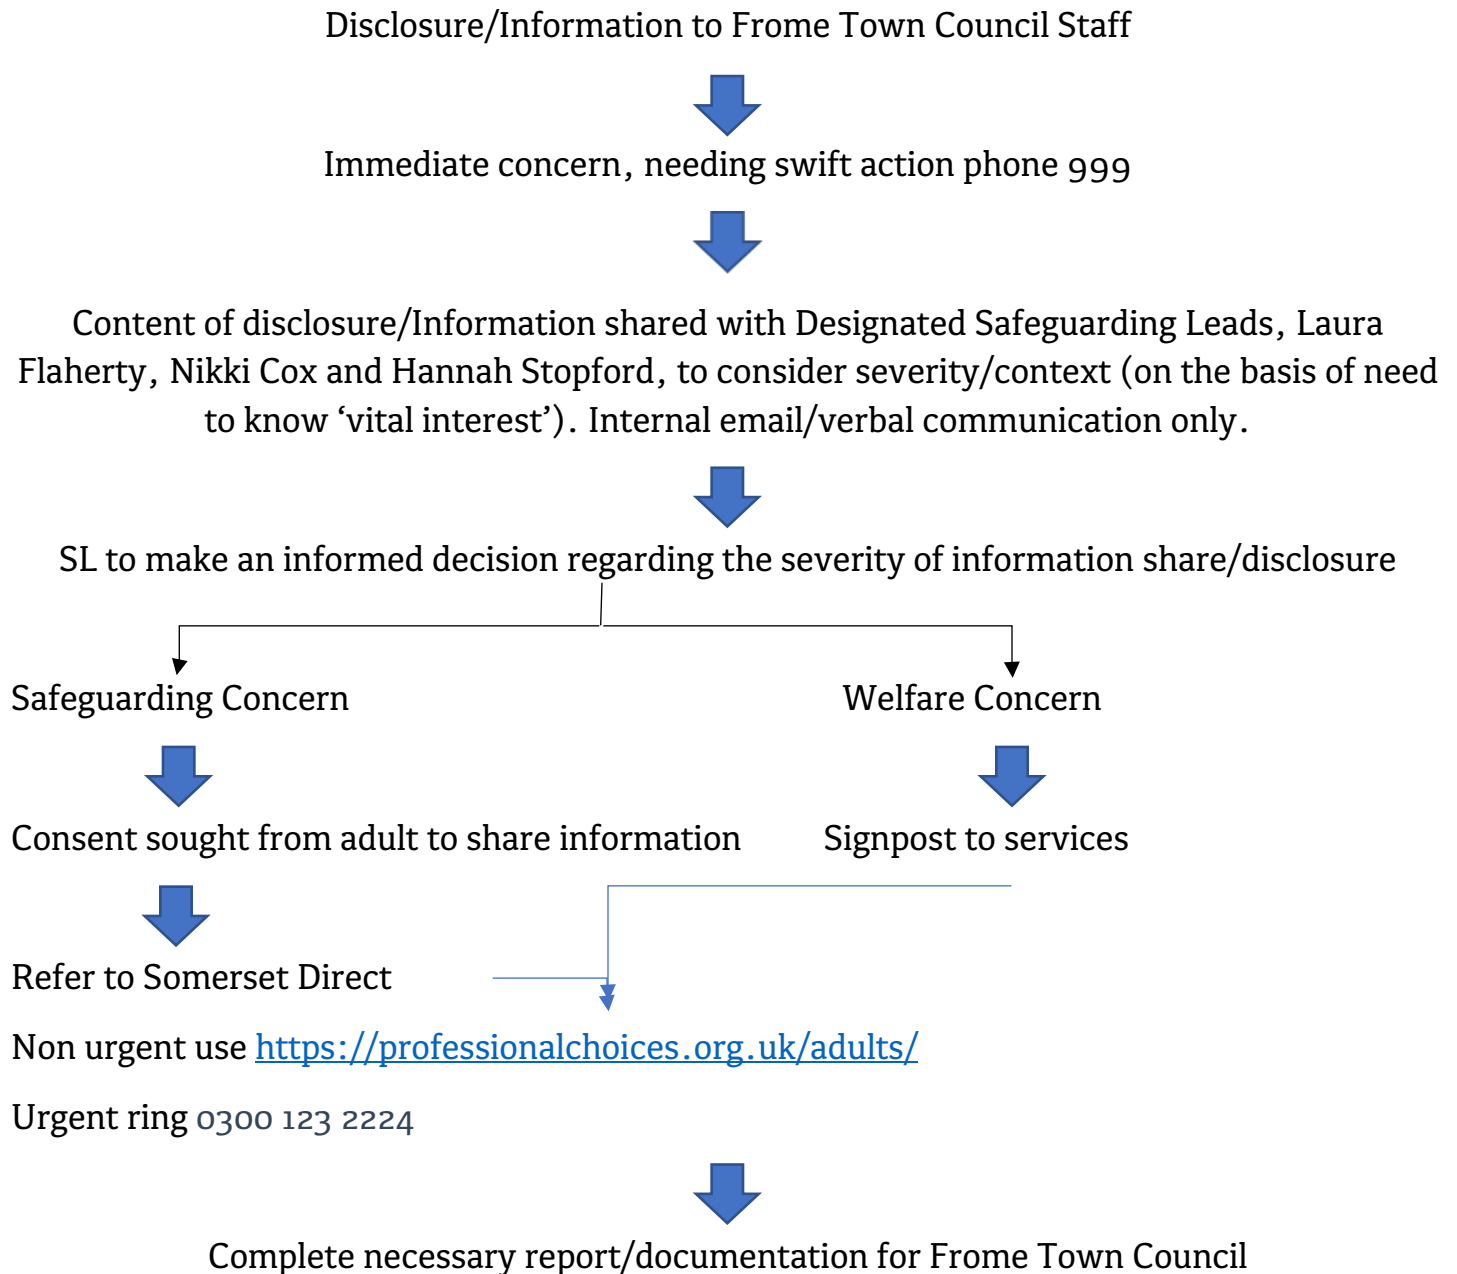 Disclosure/Information to Frome Town Council Staff
Immediate concern, needing swift action phone 999
Content of disclosure/Information shared with Designated Safeguarding Leads, Laura
Flaherty, Nikki Cox and Hannah Stopford, to consider severity/context (on the basis of need
to know ‘vital interest’). Internal email/verbal communication only.
SL to make an informed decision regarding the severity of information share/disclosure
Safeguarding Concern
Welfare Concern
Consent sought from adult to share information
Signpost to services
Refer to Somerset Direct
Non urgent use https://professionalchoices.org.uk/adults/
Urgent ring 0300 123 2224
Complete necessary report/documentation for Frome Town Council